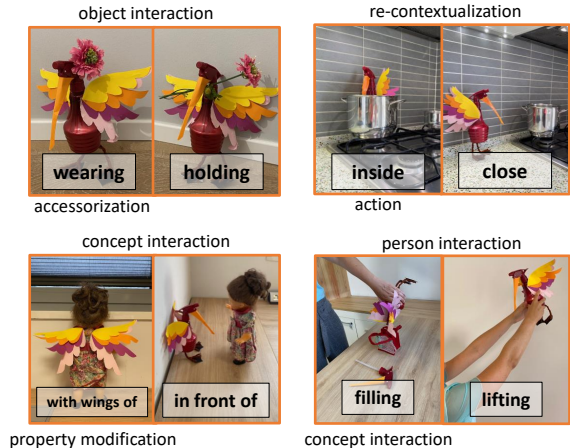 object interaction
re-contextualization
wearing
holding
inside
close
accessorization
action
concept interaction
person interaction
with wings of
in front of
filling
lifting
property modification
concept interaction